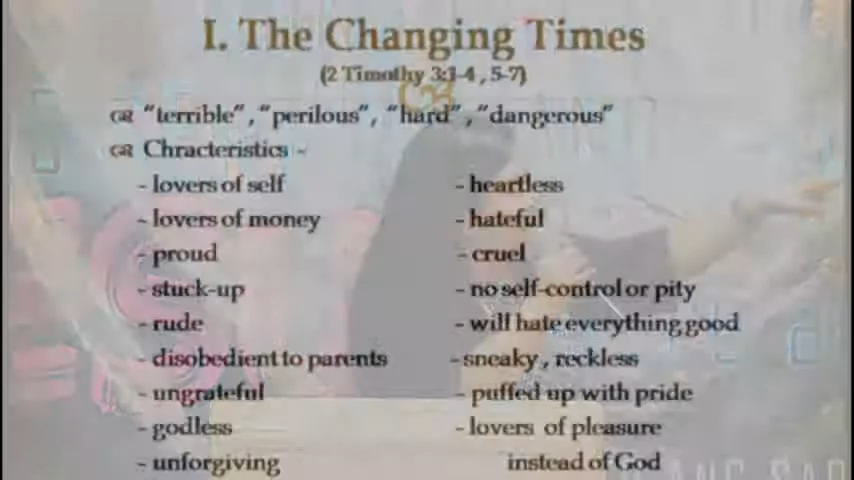 I. The Changing Times
(2 Timothy 3:1-4 , 5-7)
"terrible" , "perilous" , "hard" , "dangerous"
Chracteristics -
- lovers of self
- lovers of money
- proud
- stuck-up
- rude
- disobedient to parents
- ungrateful
- godless
- unforgiving
- heartless
- hateful
- cruel
- no self-control or pity
- will hate everything good
- sneaky , reckless
- puffed up with pride
- lovers of pleasure
instead of God